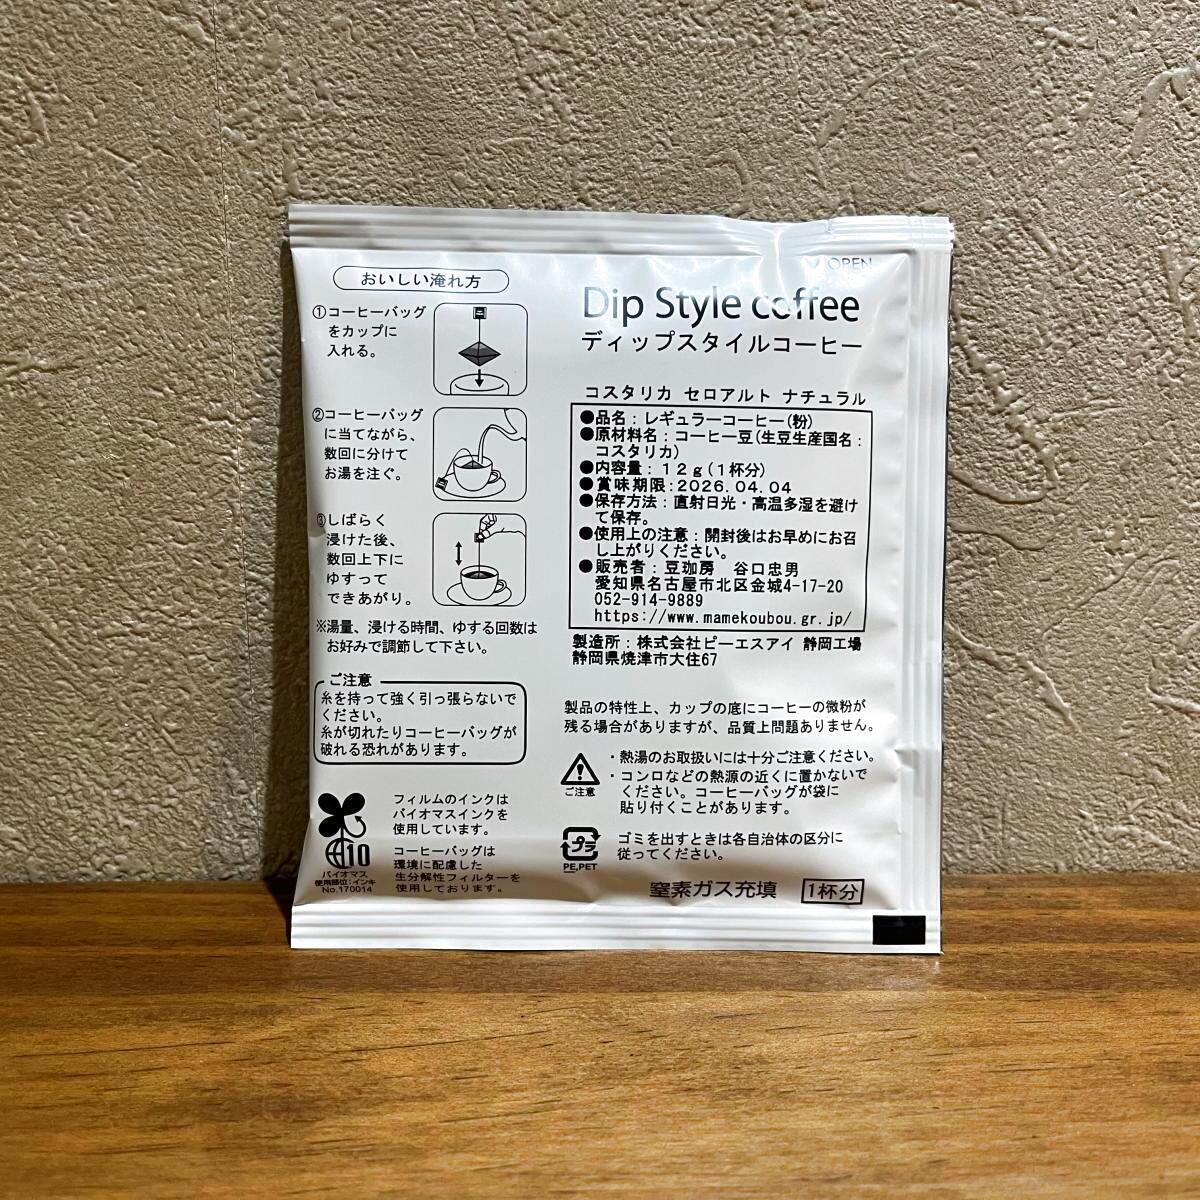 おいしい淹れ方
①コーヒーバッグ
をカップに
入れる。
②コーヒーバッグ
に当てながら、
数回に分けて
お湯を注ぐ。
③しばらく
浸けた後、
数回上下に
ゆすって
できあがり。
※湯量、浸ける時間、ゆする回数は
お好みで調節して下さい。
ご注意
糸を持って強く引っ張らないで
ください。
糸が切れたりコーヒーバッグが
破れる恐れがあります。
フィルムのインクは
バイオマスインクを
使用しています。
コーヒーバッグは
環境に配慮した
生分解性フィルターを
使用しております。
10
バイオマス
使用部位:インキ
No.170014
OPEN
Dip Style coffee
ディップスタイルコーヒー
コスタリカ セロアルト ナチュラル
●品名：レギュラーコーヒー(粉)
●原材料名：コーヒー豆(生豆生産国名：
コスタリカ)
●内容量：１２ｇ(１杯分)
●賞味期限:2026.04.04
●保存方法：直射日光・高温多湿を避け
て保存。
●使用上の注意：開封後はお早めにお召
し上がりください。
●販売者：豆珈房　谷口忠男
愛知県名古屋市北区金城4-17-20
052-914-9889
https://www.mamekoubou.gr.jp/
製造所：株式会社ピーエスアイ 静岡工場
静岡県焼津市大住67
製品の特性上、カップの底にコーヒーの微粉が
残る場合がありますが、品質上問題ありません。
ご注意
・熱湯のお取扱いには十分ご注意ください。
・コンロなどの熱源の近くに置かないで
ください。コーヒーバッグが袋に
貼り付くことがあります。
プラ
PE,PET
ゴミを出すときは各自治体の区分に
従ってください。
窒素ガス充填
1杯分